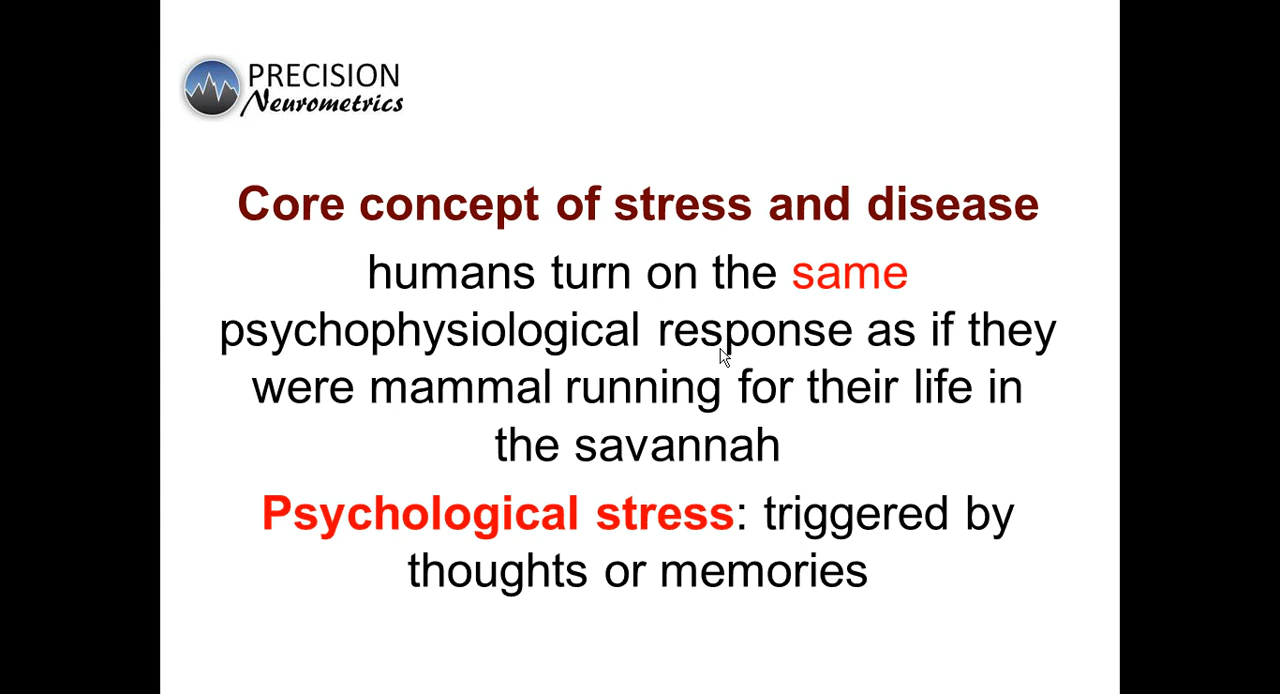 PRECISION
Neurometrics
Core concept of stress and disease
humans turn on the same
psychophysiological response as if they
were mammal running for their life in
the savannah
Psychological stress: triggered by
thoughts or memories